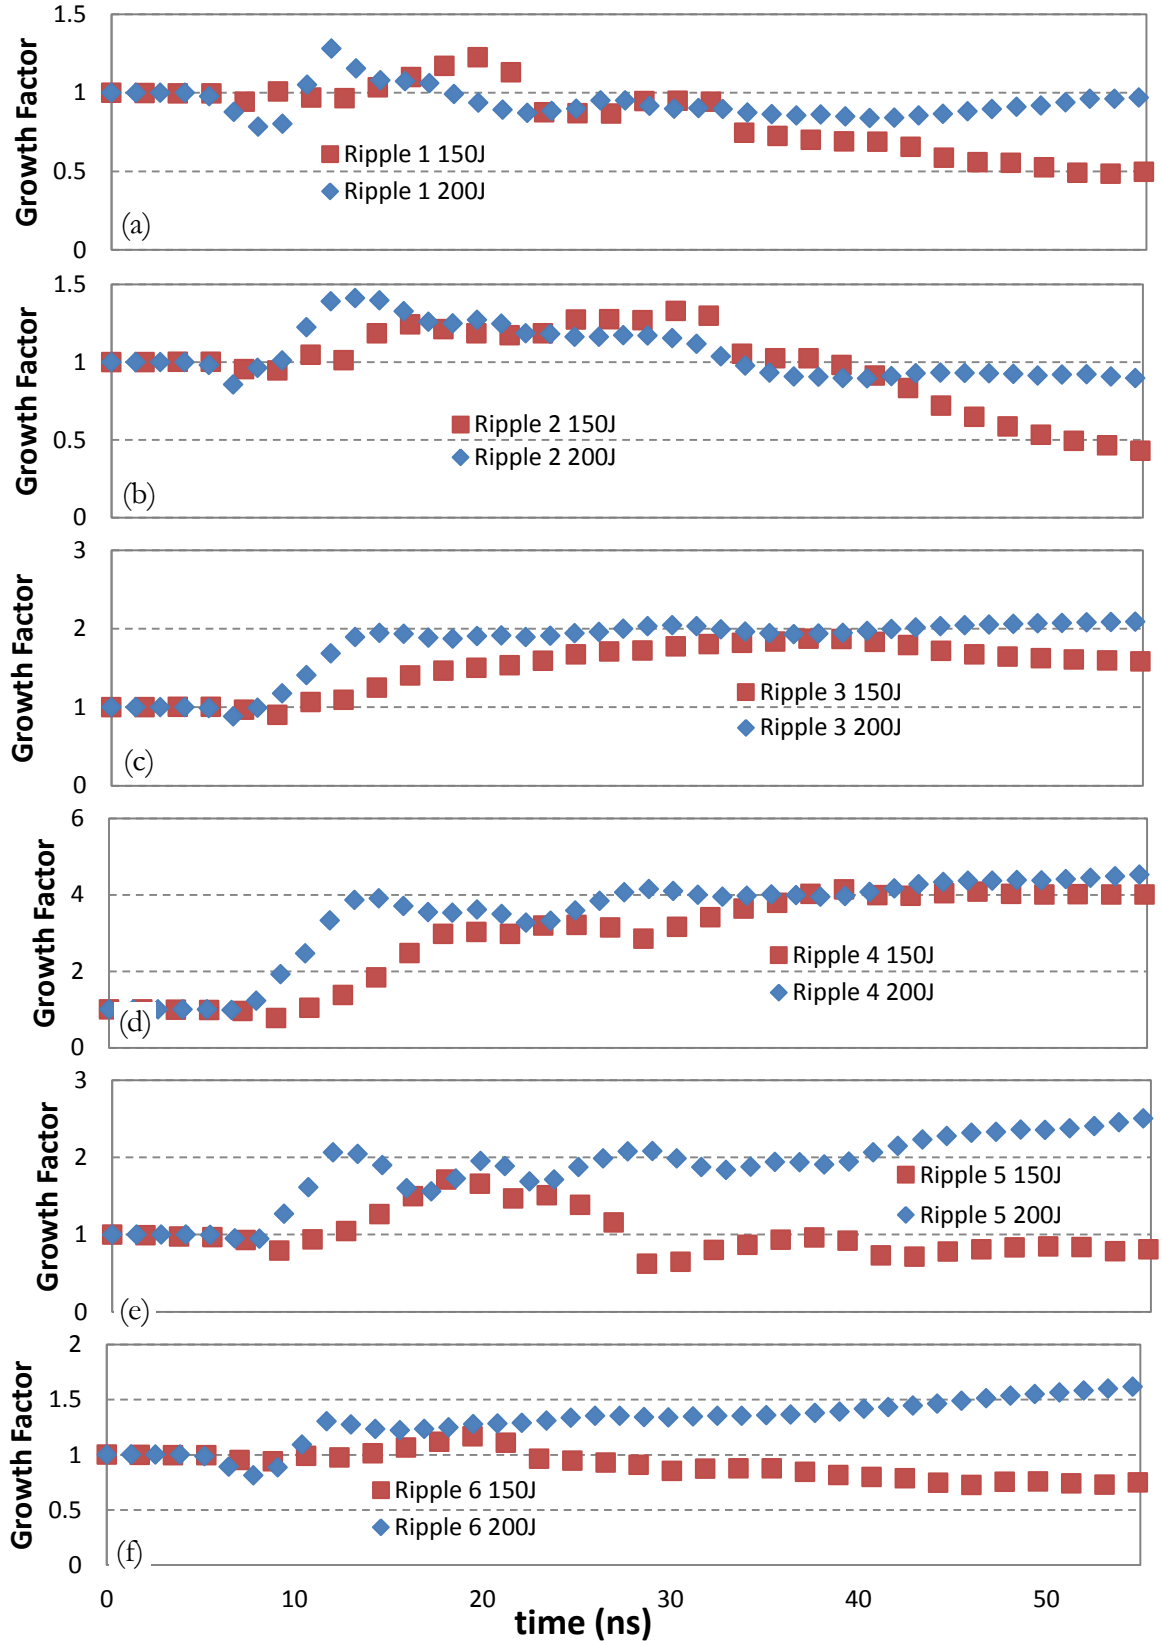 1.5
1
0.5
0
Growth Factor
(a)
Ripple 1 150J
Ripple 1 200J
1.5
1
0.5
0
Growth Factor
(b)
Ripple 2 150J
Ripple 2 200J
3
2
1
0
Growth Factor
(c)
Ripple 3 150J
Ripple 3 200J
6
4
2
0
Growth Factor
(d)
Ripple 4 150J
Ripple 4 200J
3
2
1
0
Growth Factor
(e)
Ripple 5 150J
Ripple 5 200J
2
1.5
1
0.5
0
Growth Factor
(f)
Ripple 6 150J
Ripple 6 200J
0 10 20 30 40 50
time (ns)